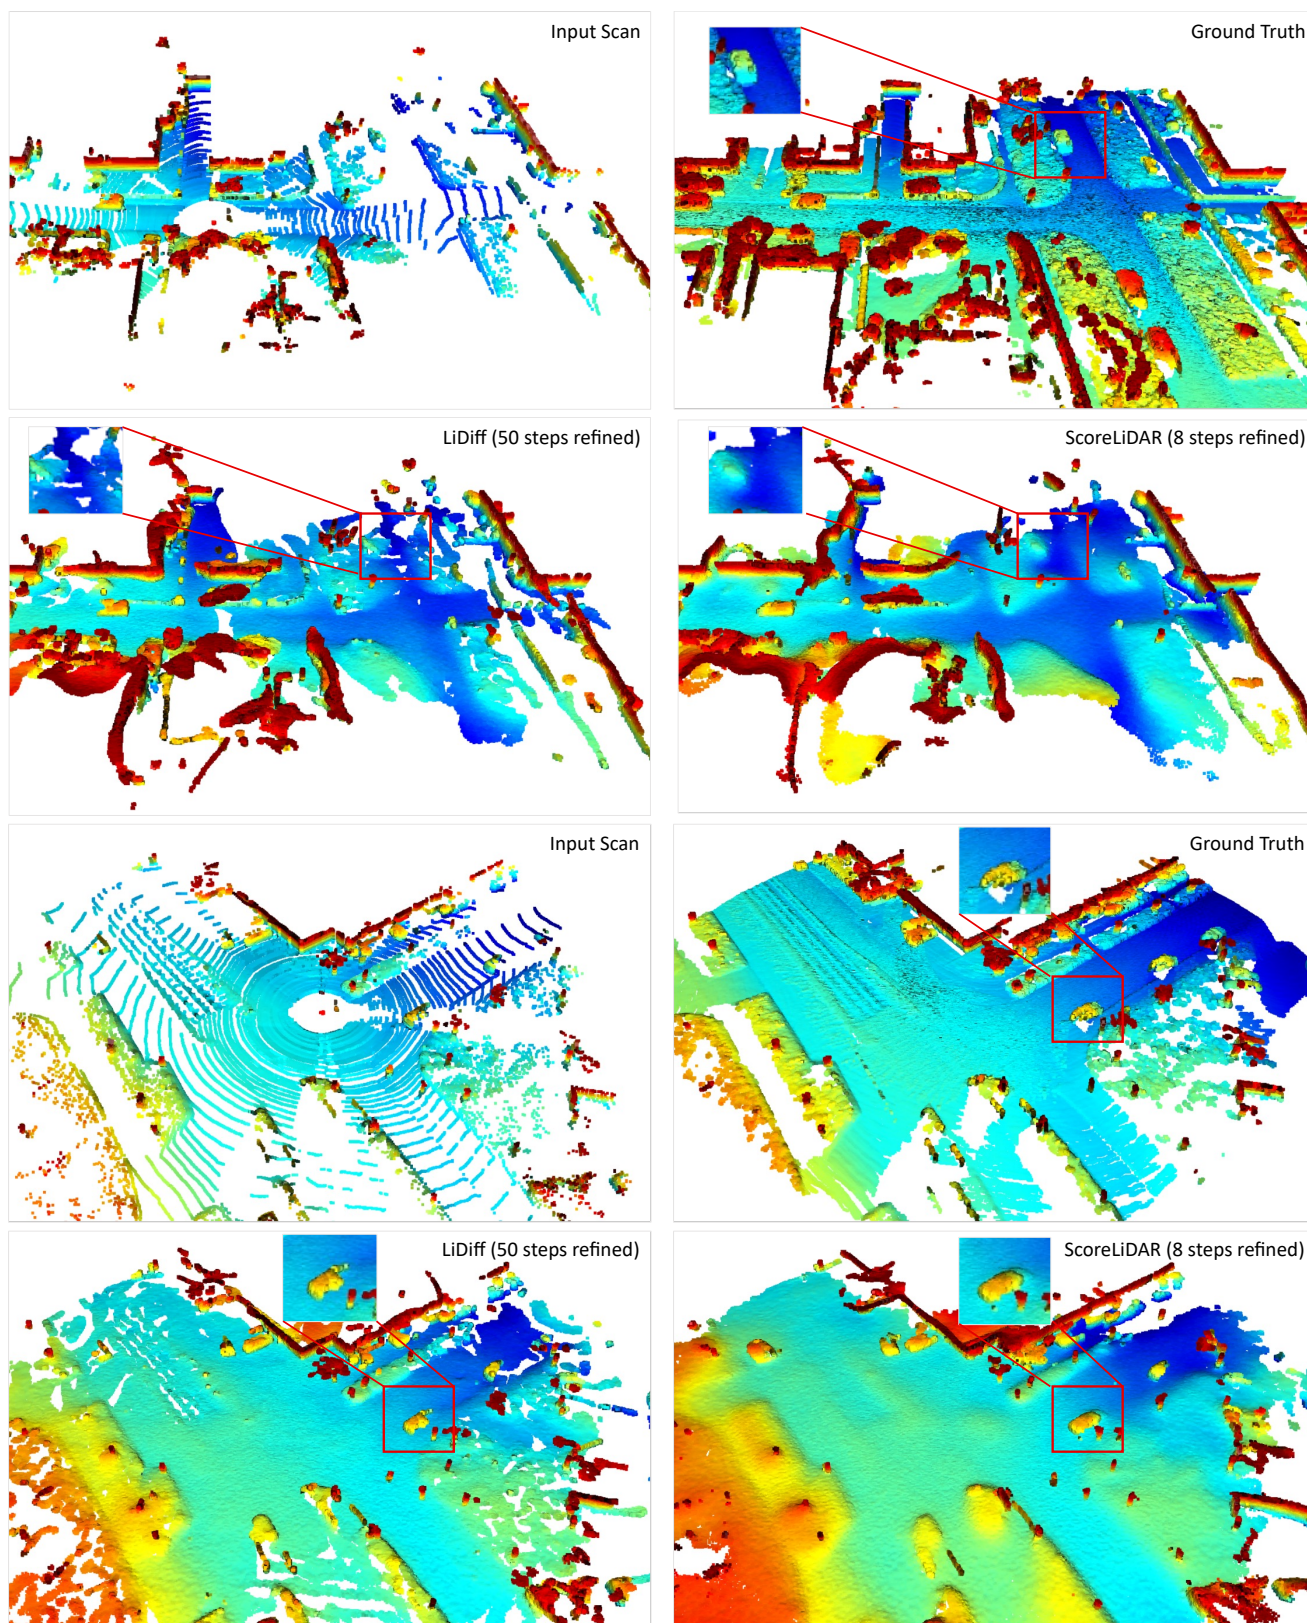 Input Scan
Ground Truth
LiDiff (50 steps refined)
ScoreLiDAR (8 steps refined)
Input Scan
Ground Truth
LiDiff (50 steps refined)
ScoreLiDAR (8 steps refined)